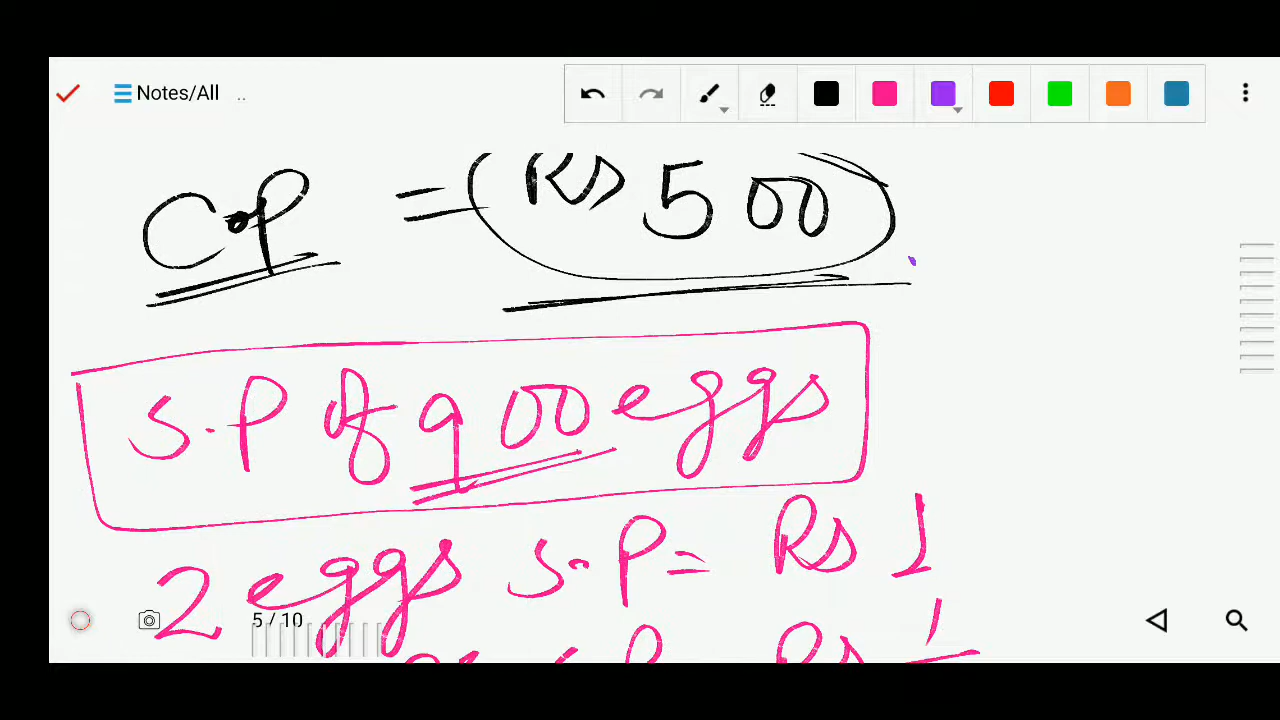 Notes/All ..
C.P = Rs 500
S.P of 900 eggs
2 eggs S.P = Rs 1
5 / 10